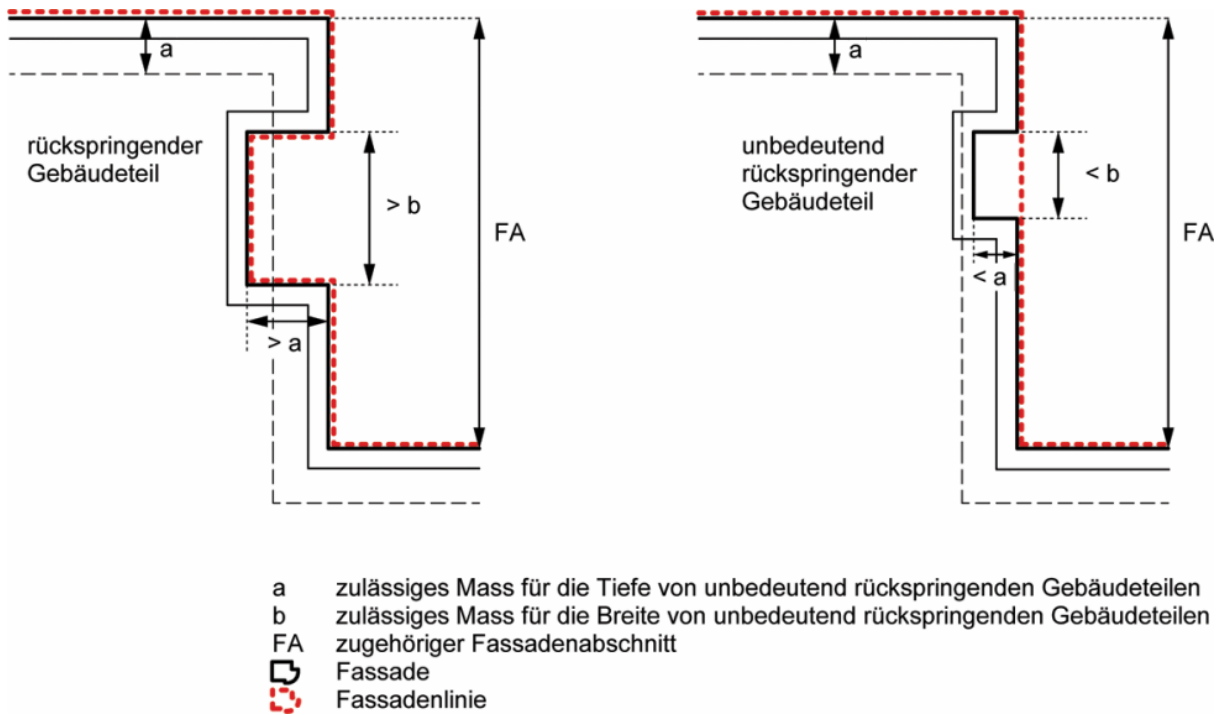 a
rückspringender
Gebäudeteil
> b
FA
> a
a
unbedeutend
rückspringender
Gebäudeteil
< b
FA
< a
a zulässiges Mass für die Tiefe von unbedeutend rückspringenden Gebäudeteilen
b zulässiges Mass für die Breite von unbedeutend rückspringenden Gebäudeteilen
FA zugehöriger Fassadenabschnitt
Fassade
Fassadenlinie